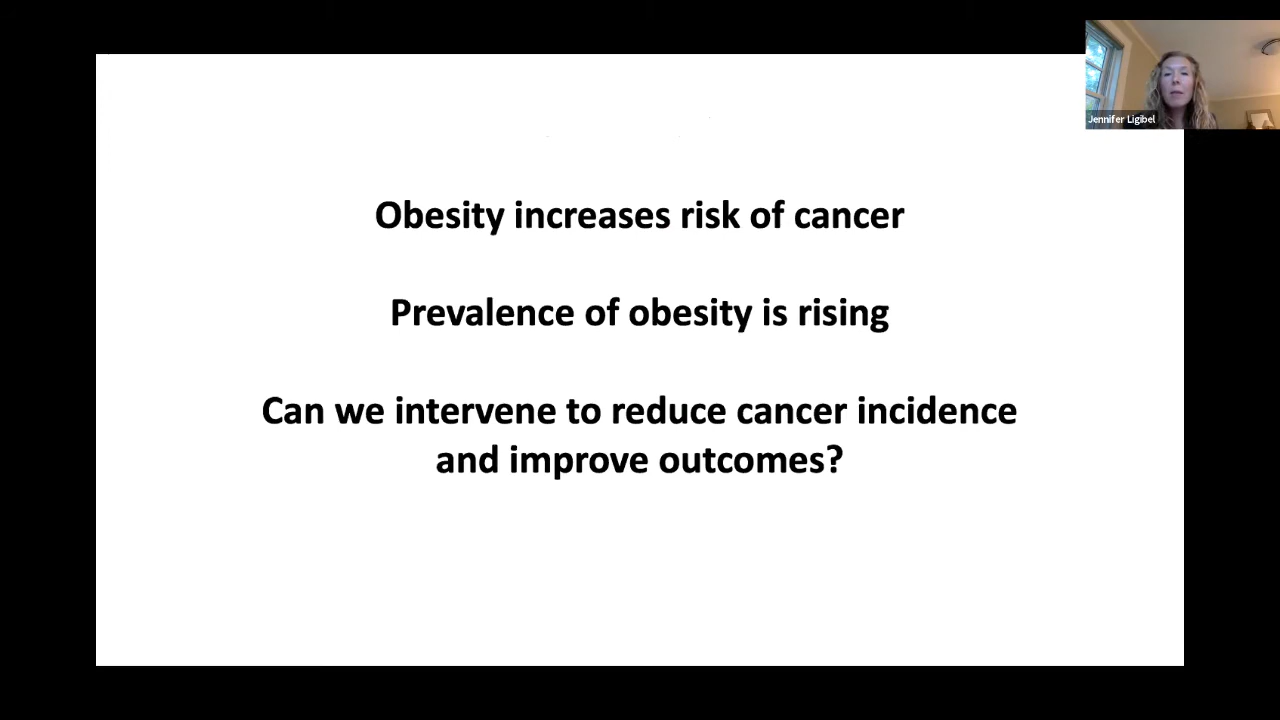 Jennifer Ligibel
Obesity increases risk of cancer
Prevalence of obesity is rising
Can we intervene to reduce cancer incidence
and improve outcomes?